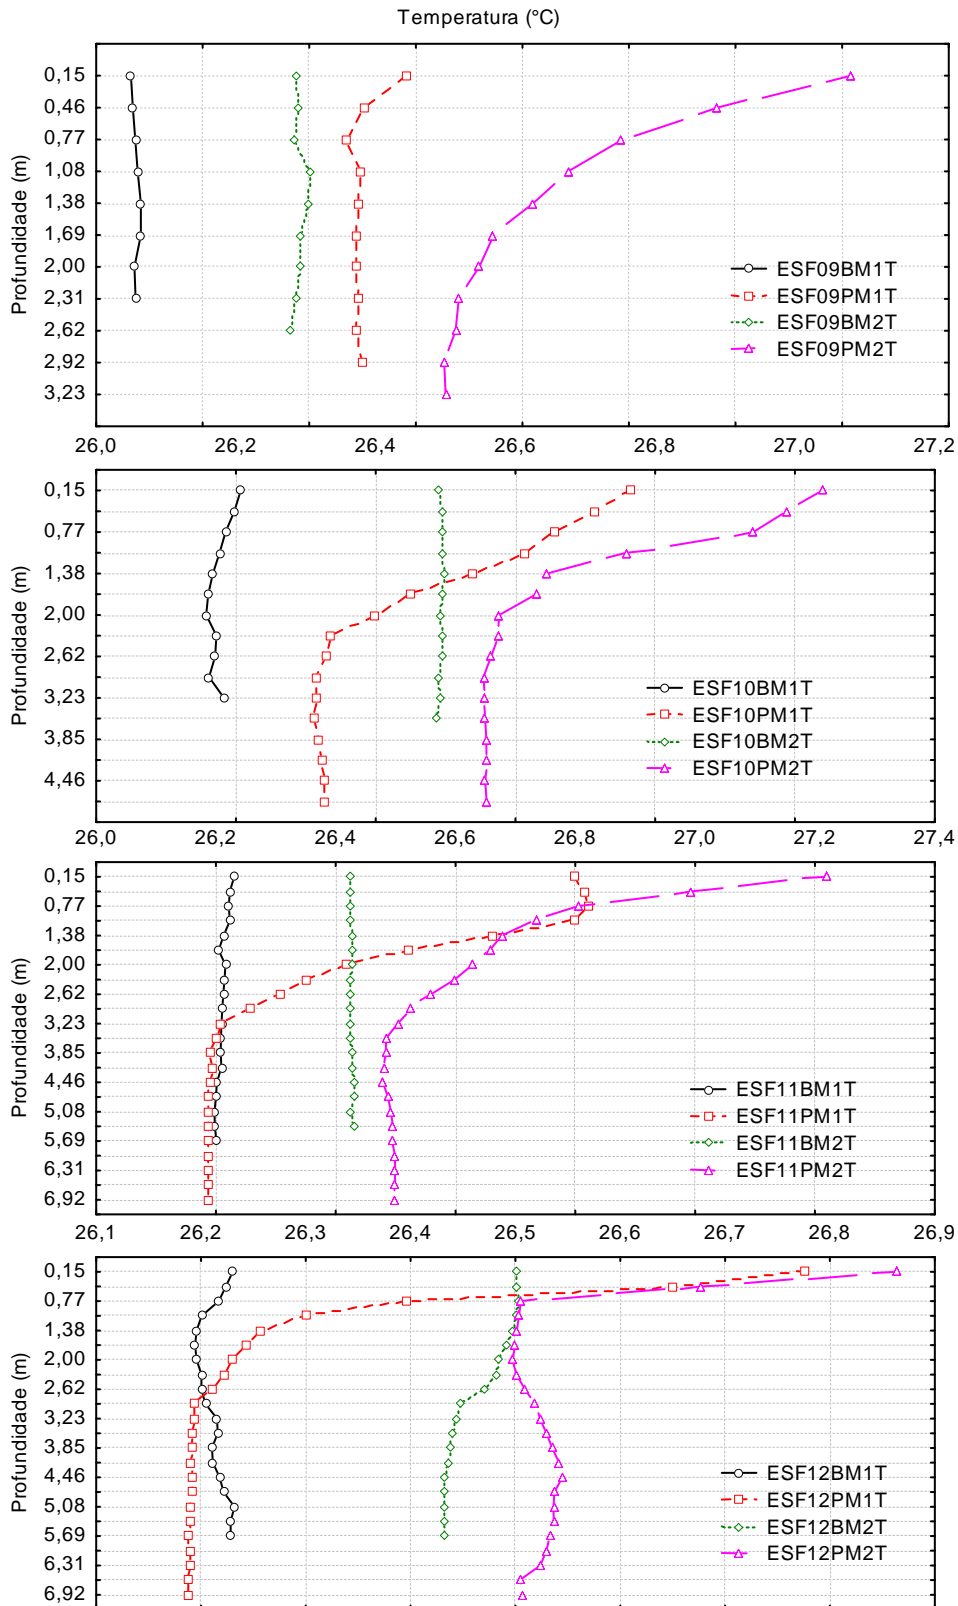 Temperatura (°C)
0,15
0,46
0,77
1,08
1,38
1,69
2,00
2,31
2,62
2,92
3,23
Profundidade (m)
ESF09BM1T
ESF09PM1T
ESF09BM2T
ESF09PM2T
26,0 26,2 26,4 26,6 26,8 27,0 27,2
0,15
0,77
1,38
2,00
2,62
3,23
3,85
4,46
Profundidade (m)
ESF10BM1T
ESF10PM1T
ESF10BM2T
ESF10PM2T
26,0 26,2 26,4 26,6 26,8 27,0 27,2 27,4
0,15
0,77
1,38
2,00
2,62
3,23
3,85
4,46
5,08
5,69
6,31
6,92
Profundidade (m)
ESF11BM1T
ESF11PM1T
ESF11BM2T
ESF11PM2T
26,1 26,2 26,3 26,4 26,5 26,6 26,7 26,8 26,9
0,15
0,77
1,38
2,00
2,62
3,23
3,85
4,46
5,08
5,69
6,31
6,92
Profundidade (m)
ESF12BM1T
ESF12PM1T
ESF12BM2T
ESF12PM2T